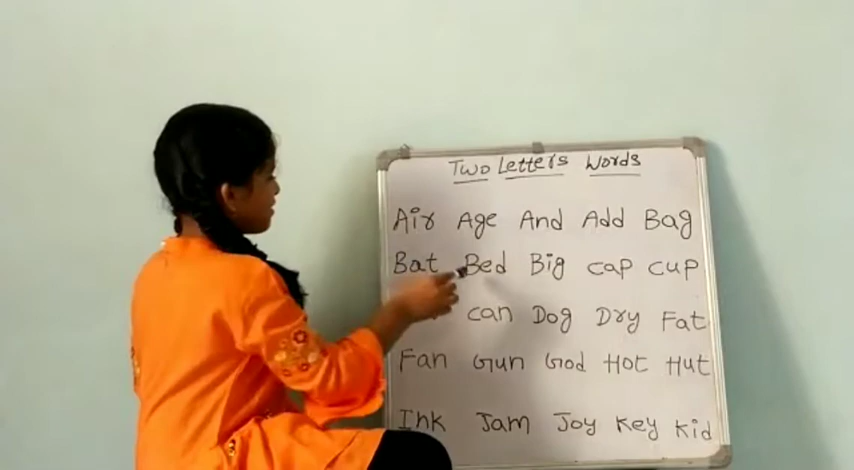 Two Letters Words
Air Age And Add Bag
Bat Bed Big cap cup
can Dog Dry Fat
Fan Gun God Hot Hut
Ink Jam Joy Key Kid